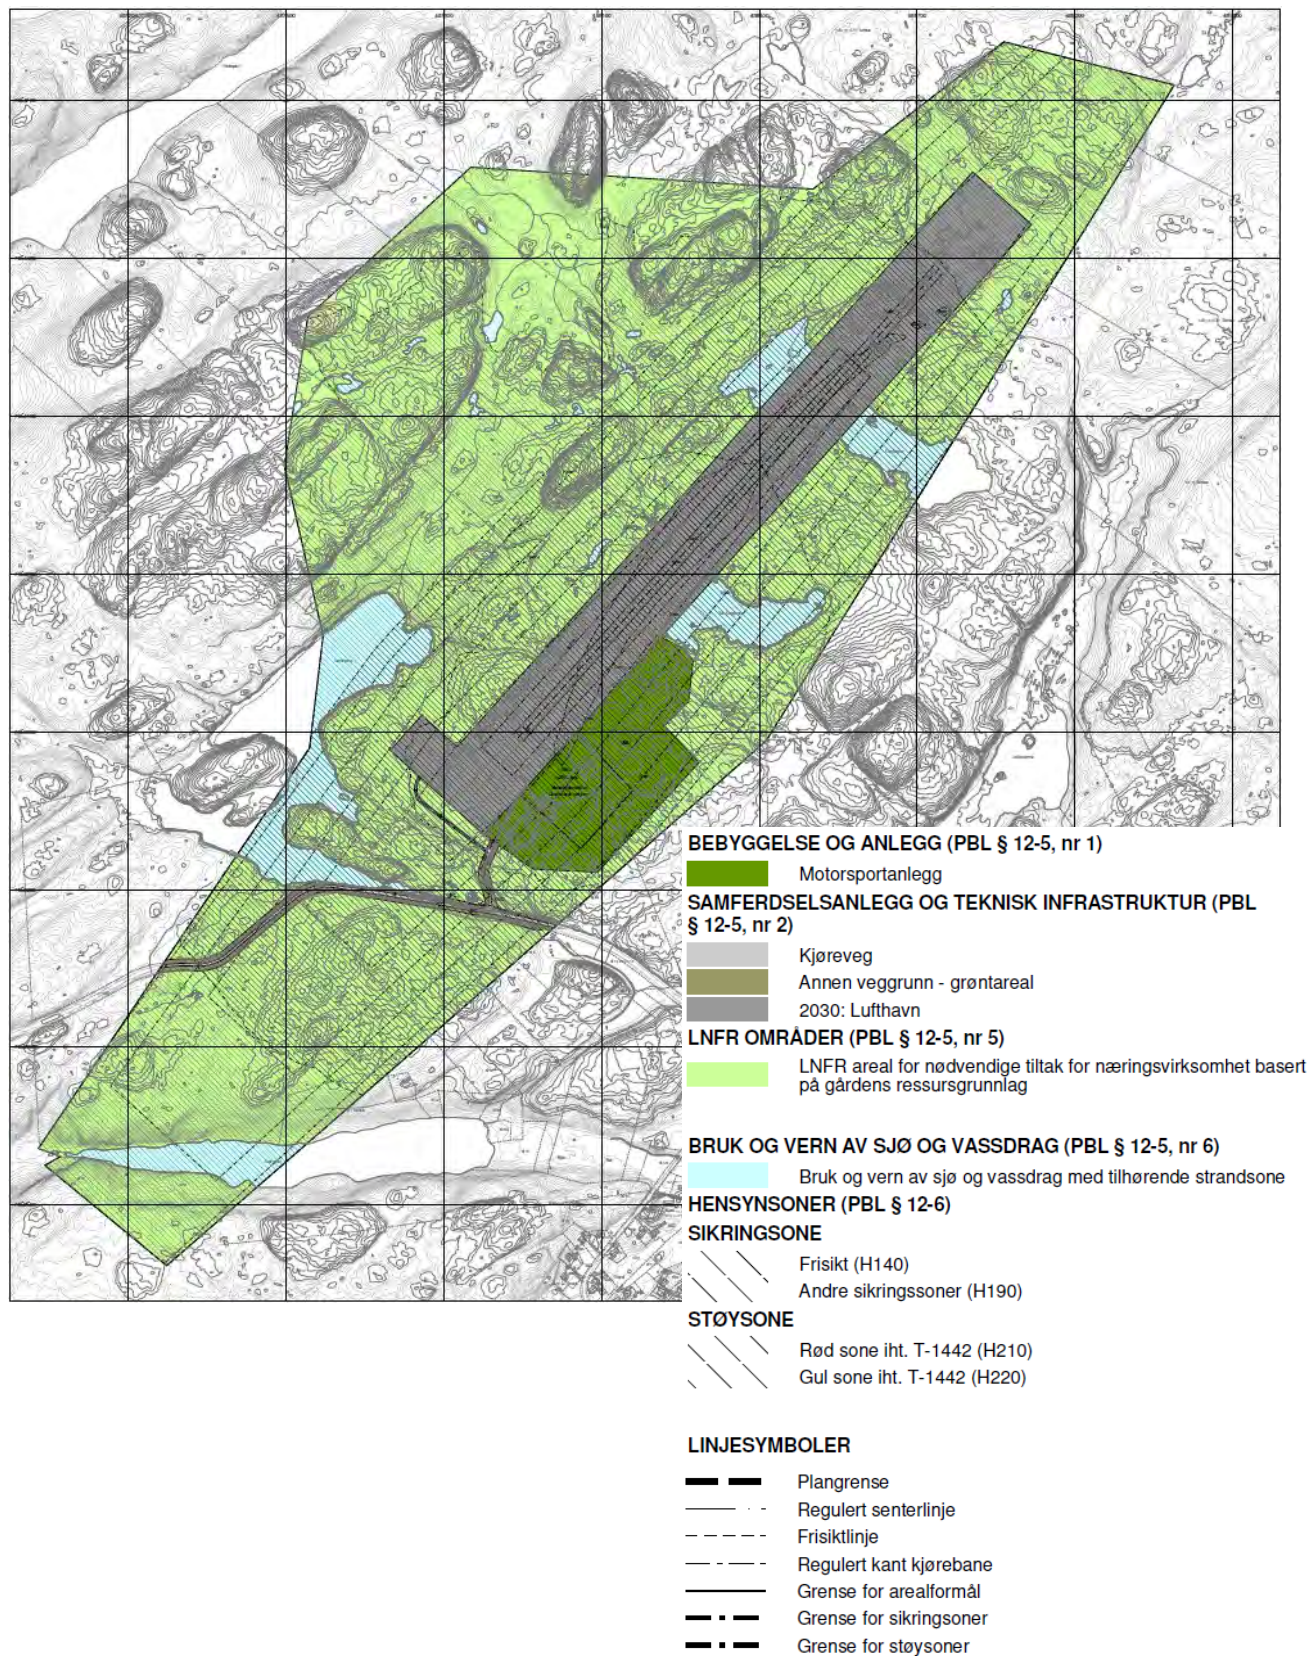 BEBYGGELSE OG ANLEGG (PBL § 12-5, nr 1)
Motorsportanlegg
SAMFERDSELSANLEGG OG TEKNISK INFRASTRUKTUR (PBL
§ 12-5, nr 2)
Kjøreveg
Annen veggrunn - grøntareal
2030: Lufthavn
LNFR OMRÅDER (PBL § 12-5, nr 5)
LNFR areal for nødvendige tiltak for næringsvirksomhet basert
på gårdens ressursgrunnlag
BRUK OG VERN AV SJØ OG VASSDRAG (PBL § 12-5, nr 6)
Bruk og vern av sjø og vassdrag med tilhørende strandsone
HENSYNSONER (PBL § 12-6)
SIKRINGSONE
Frisikt (H140)
Andre sikringssoner (H190)
STØYSONE
Rød sone iht. T-1442 (H210)
Gul sone iht. T-1442 (H220)
LINJESYMBOLER
Plangrense
Regulert senterlinje
Frisiktlinje
Regulert kant kjørebane
Grense for arealformål
Grense for sikringsoner
Grense for støysoner